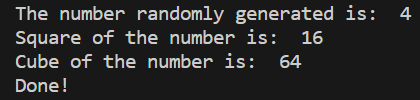 The number randomly generated is:  4
Square of the number is:  16
Cube of the number is:  64
Done!